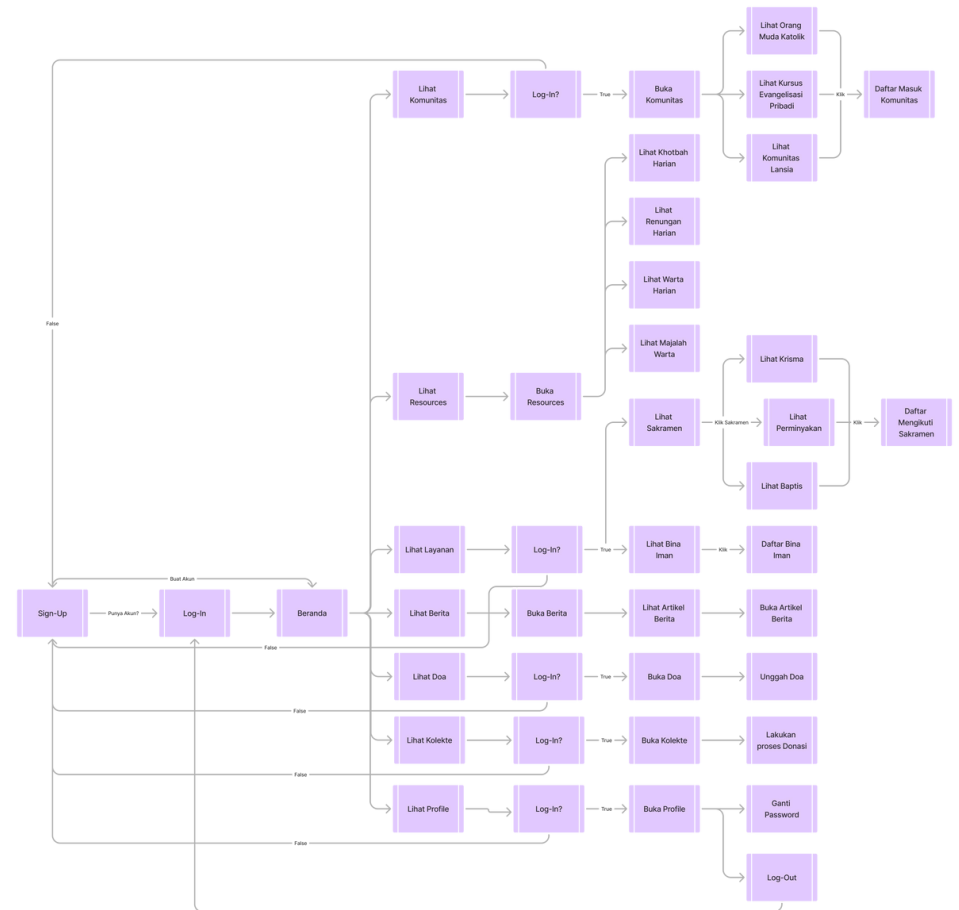 Lihat Orang
Muda Katolik
Lihat
Komunitas
Log-In?
True
Buka
Komunitas
Lihat Kursus
Evangelisasi
Pribadi
Klik
Daftar Masuk
Komunitas
Lihat
Komunitas
Lansia
Lihat Khotbah
Harian
Lihat
Renungan
Harian
Lihat Warta
Harian
False
Lihat Majalah
Warta
Lihat Krisma
Lihat
Resources
Buka
Resources
Lihat
Sakramen
Klik Sakramen
Lihat
Perminyakan
Klik
Daftar
Mengikuti
Sakramen
Lihat Baptis
Lihat Layanan
Log-In?
True
Lihat Bina
Iman
Klik
Daftar Bina
Iman
Buat Akun
Sign-Up
Punya Akun?
Log-In
Beranda
Lihat Berita
Buka Berita
Lihat Artikel
Berita
Buka Artikel
Berita
False
Lihat Doa
Log-In?
True
Buka Doa
Unggah Doa
False
Lihat Kolekte
Log-In?
True
Buka Kolekte
Lakukan
proses Donasi
False
Lihat Profile
Log-In?
True
Buka Profile
Ganti
Password
False
Log-Out